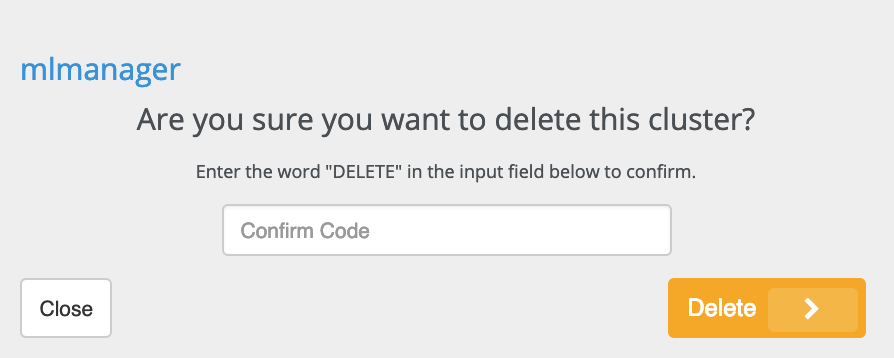 mlmanager
Are you sure you want to delete this cluster?
Enter the word "DELETE" in the input field below to confirm.
Confirm Code
Close
Delete